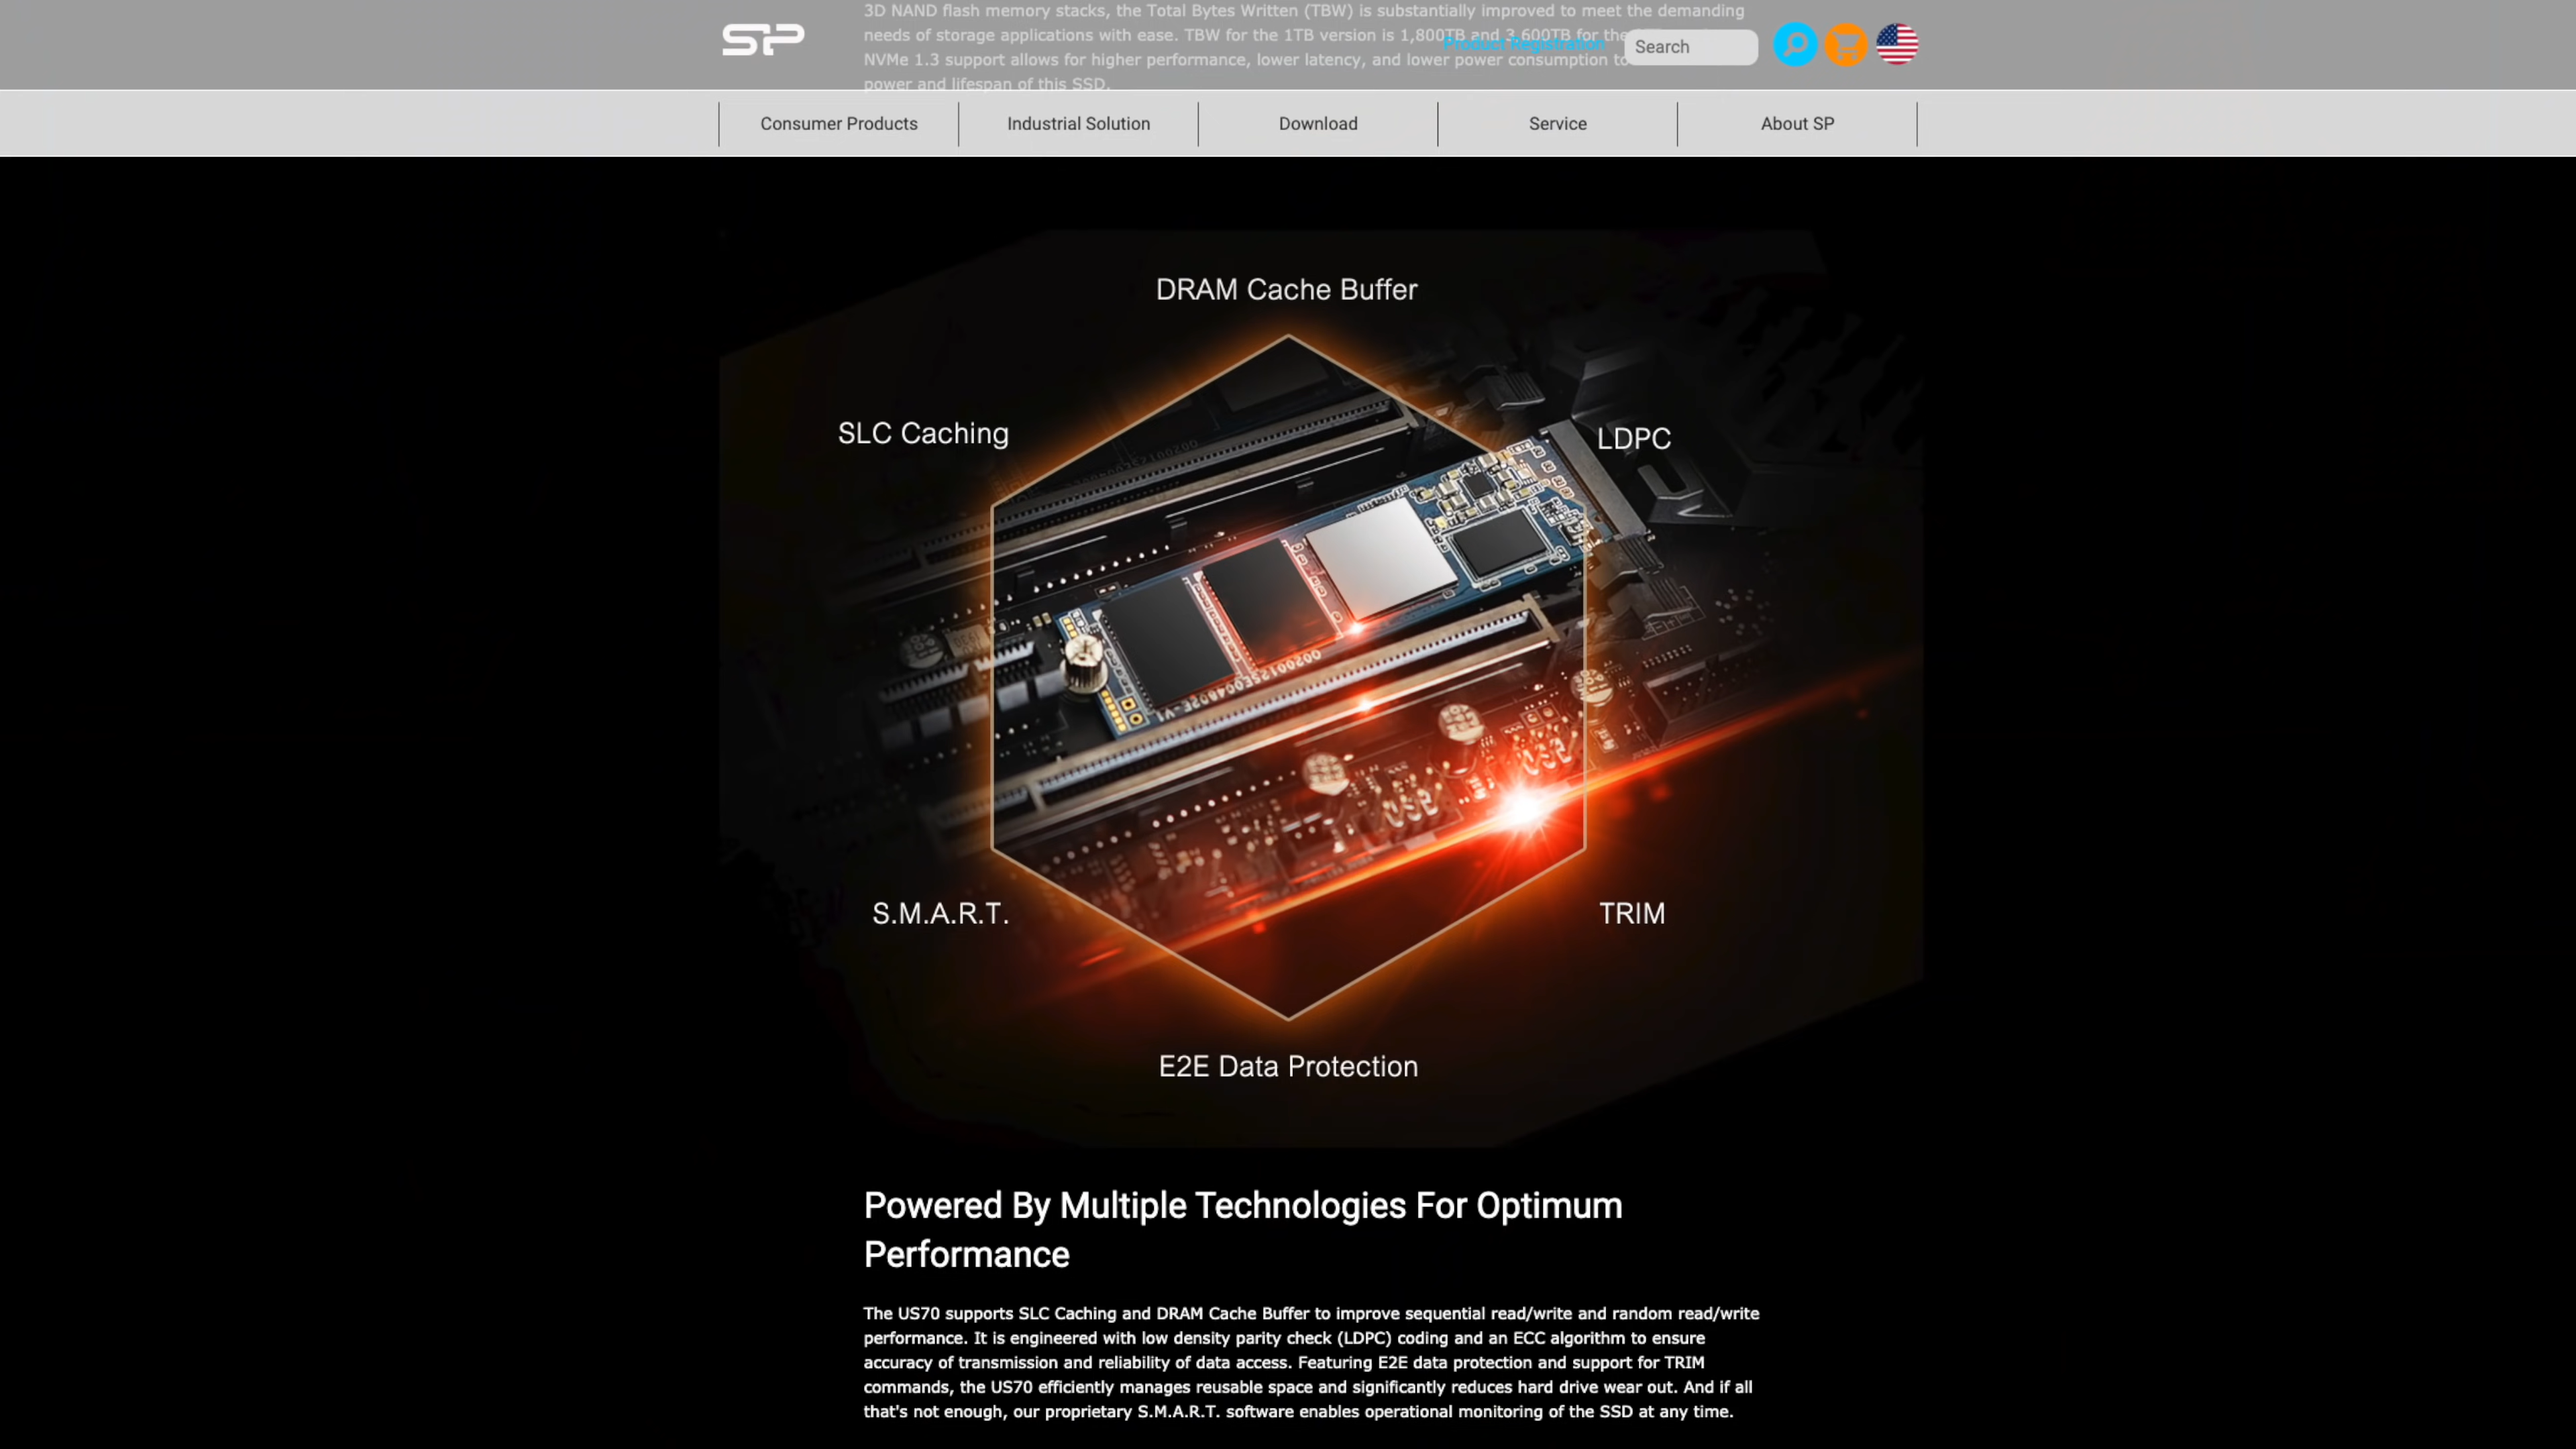 3D NAND flash memory stacks, the Total Bytes Written (TBW) is substantially improved to meet the demanding
needs of storage applications with ease. TBW for the 1TB version is 1,800TB and 3,600TB for the
NVMe 1.3 support allows for higher performance, lower latency, and lower power consumption to
power and lifespan of this SSD.
SP
Product Registration
Search
Consumer Products
Industrial Solution
Download
Service
About SP
DRAM Cache Buffer
SLC Caching
LDPC
S.M.A.R.T.
TRIM
E2E Data Protection
Powered By Multiple Technologies For Optimum
Performance
The US70 supports SLC Caching and DRAM Cache Buffer to improve sequential read/write and random read/write
performance. It is engineered with low density parity check (LDPC) coding and an ECC algorithm to ensure
accuracy of transmission and reliability of data access. Featuring E2E data protection and support for TRIM
commands, the US70 efficiently manages reusable space and significantly reduces hard drive wear out. And if all
that's not enough, our proprietary S.M.A.R.T. software enables operational monitoring of the SSD at any time.